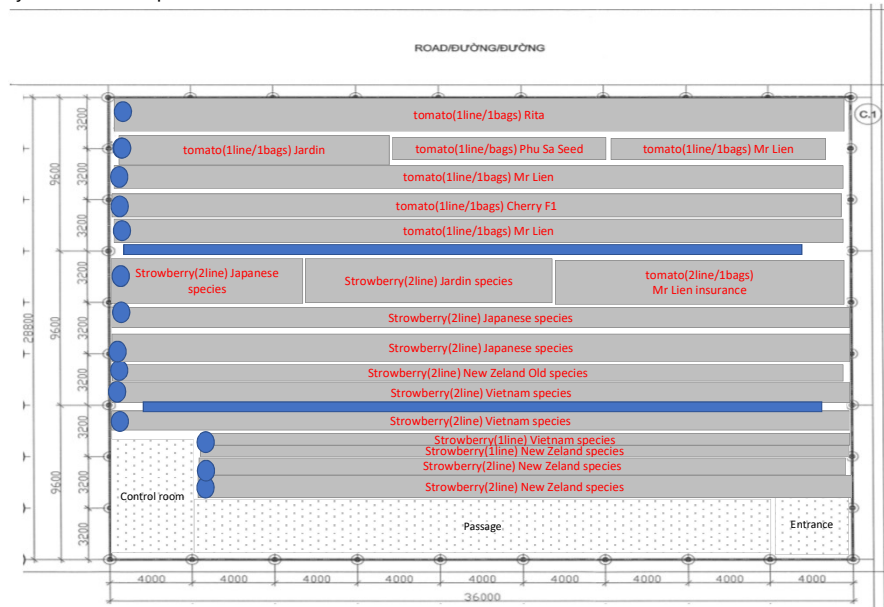 ROAD/ĐƯỜNG/ĐƯỜNG
C.1
tomato(1line/1bags) Rita
tomato(1line/1bags) Jardin
tomato(1line/bags) Phu Sa Seed
tomato(1line/1bags) Mr Lien
tomato(1line/1bags) Mr Lien
tomato(1line/1bags) Cherry F1
tomato(1line/1bags) Mr Lien
Strowberry(2line) Japanese
species
Strowberry(2line) Jardin species
tomato(2line/1bags)
Mr Lien insurance
Strowberry(2line) Japanese species
Strowberry(2line) Japanese species
Strowberry(2line) New Zeland Old species
Strowberry(2line) Vietnam species
Strowberry(2line) Vietnam species
Strowberry(1line) Vietnam species
Strowberry(1line) New Zeland species
Strowberry(2line) New Zeland species
Strowberry(2line) New Zeland species
Control room
Passage
Entrance
28800
9600
9600
9600
3200
3200
3200
3200
3200
3200
3200
3200
3200
4000
4000
4000
4000
4000
4000
4000
4000
4000
36000